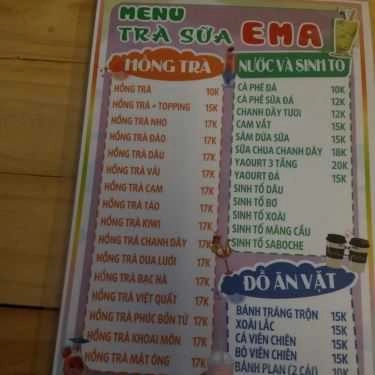 MENU
TRÀ SỮA EMA
HỒNG TRÀ
HỒNG TRÀ 10K
HỒNG TRÀ + TOPPING 15K
HỒNG TRÀ NHO 17K
HỒNG TRÀ ĐÀO 17K
HỒNG TRÀ DÂU 17K
HỒNG TRÀ VẢI 17K
HỒNG TRÀ CAM 17K
HỒNG TRÀ TÁO 17K
HỒNG TRÀ KIWI 17K
HỒNG TRÀ CHANH DÂY 17K
HỒNG TRÀ DƯA LƯỚI 17K
HỒNG TRÀ BẠC HÀ 17K
HỒNG TRÀ VIỆT QUẤT 17K
HỒNG TRÀ PHÚC BỒN TỬ 17K
HỒNG TRÀ KHOAI MÔN 17K
HỒNG TRÀ MẬT ONG 17K
NƯỚC VÀ SINH TỐ
CÀ PHÊ ĐÁ 10K
CÀ PHÊ SỮA ĐÁ 12K
CHANH DÂY TƯƠI 12K
CAM VẮT 15K
SÂM DỨA SỮA 15K
SỮA CHUA CHANH DÂY 18K
YAOURT 3 TẦNG 20K
YAOURT ĐÁ 15K
SINH TỐ DÂU
SINH TỐ BƠ
SINH TỐ XOÀI
SINH TỐ MÃNG CẦU
SINH TỐ SABOCHE
ĐỒ ĂN VẶT
BÁNH TRÁNG TRỘN 15K
XOÀI LẮC 15K
CÁ VIÊN CHIÊN 15K
BÒ VIÊN CHIÊN 15K
BÁNH PLAN (2 CÁI) 10K